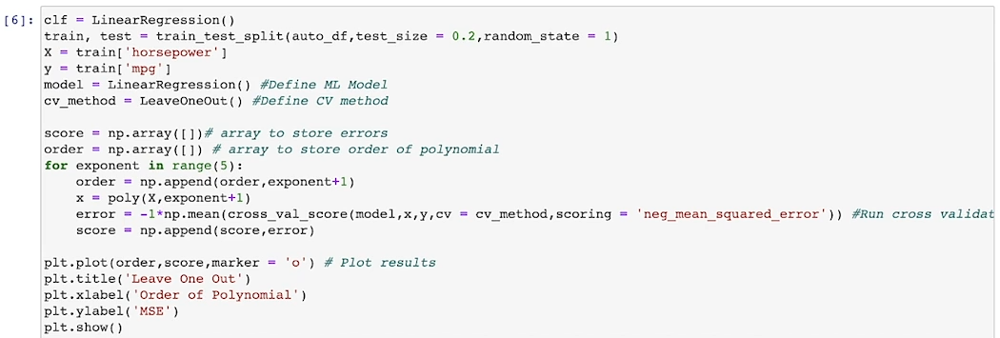 [6]: clf = LinearRegression()
train, test = train_test_split(auto_df,test_size = 0.2,random_state = 1)
X = train['horsepower']
y = train['mpg']
model = LinearRegression() #Define ML Model
cv_method = LeaveOneOut() #Define CV method
score = np.array([])# array to store errors
order = np.array([]) # array to store order of polynomial
for exponent in range(5):
    order = np.append(order,exponent+1)
    x = poly(X,exponent+1)
    error = -1*np.mean(cross_val_score(model,x,y,cv = cv_method,scoring = 'neg_mean_squared_error')) #Run cross validat
    score = np.append(score,error)
plt.plot(order,score,marker = 'o') # Plot results
plt.title('Leave One Out')
plt.xlabel('Order of Polynomial')
plt.ylabel('MSE')
plt.show()